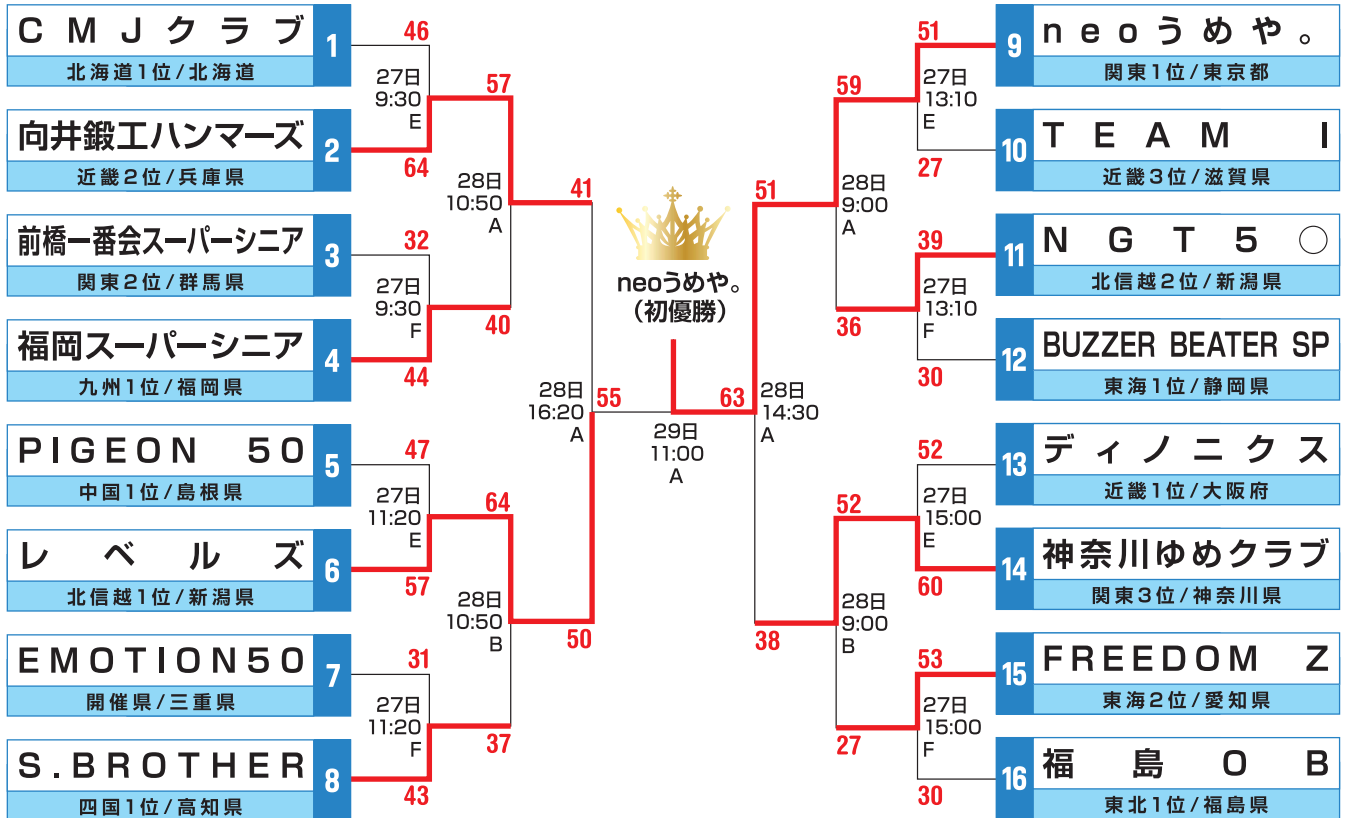 CMJクラブ
1
北海道1位/北海道
向井鍛工ハンマーズ
2
近畿2位/兵庫県
前橋一番会スーパーシニア
3
関東2位/群馬県
福岡スーパーシニア
4
九州1位/福岡県
PIGEON 50
5
中国1位/島根県
レベルズ
6
北信越1位/新潟県
EMOTION50
7
開催県/三重県
S.BROTHER
8
四国1位/高知県
46
27日
9:30
E
64
32
27日
9:30
F
44
47
27日
11:20
E
57
31
27日
11:20
F
43
57
28日
10:50
A
40
64
28日
10:50
B
37
41
28日
16:20
A
50
55
neoうめや。
(初優勝)
29日
11:00
A
63
51
28日
14:30
A
38
59
28日
9:00
A
36
52
28日
9:00
B
27
51
27日
13:10
E
27
39
27日
13:10
F
30
52
27日
15:00
E
60
53
27日
15:00
F
30
9
neoうめや。
関東1位/東京都
10
TEAM I
近畿3位/滋賀県
11
NGT5○
北信越2位/新潟県
12
BUZZER BEATER SP
東海1位/静岡県
13
ディノニクス
近畿1位/大阪府
14
神奈川ゆめクラブ
関東3位/神奈川県
15
FREEDOM Z
東海2位/愛知県
16
福島OB
東北1位/福島県